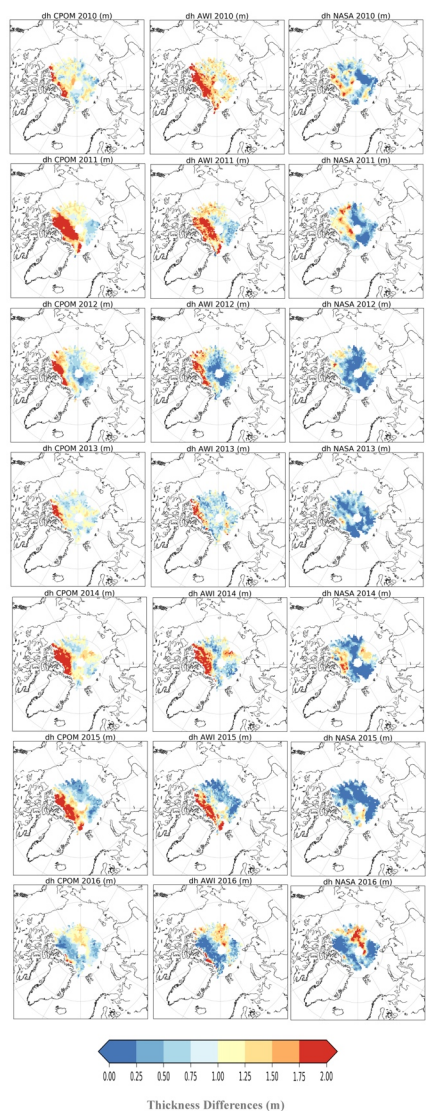 dh CPOM 2010 (m) dh AWI 2010 (m) dh NASA 2010 (m)
dh CPOM 2011 (m) dh AWI 2011 (m) dh NASA 2011 (m)
dh CPOM 2012 (m) dh AWI 2012 (m) dh NASA 2012 (m)
dh CPOM 2013 (m) dh AWI 2013 (m) dh NASA 2013 (m)
dh CPOM 2014 (m) dh AWI 2014 (m) dh NASA 2014 (m)
dh CPOM 2015 (m) dh AWI 2015 (m) dh NASA 2015 (m)
dh CPOM 2016 (m) dh AWI 2016 (m) dh NASA 2016 (m)
0.00 0.25 0.50 0.75 1.00 1.25 1.50 1.75 2.00
Thickness Differences (m)